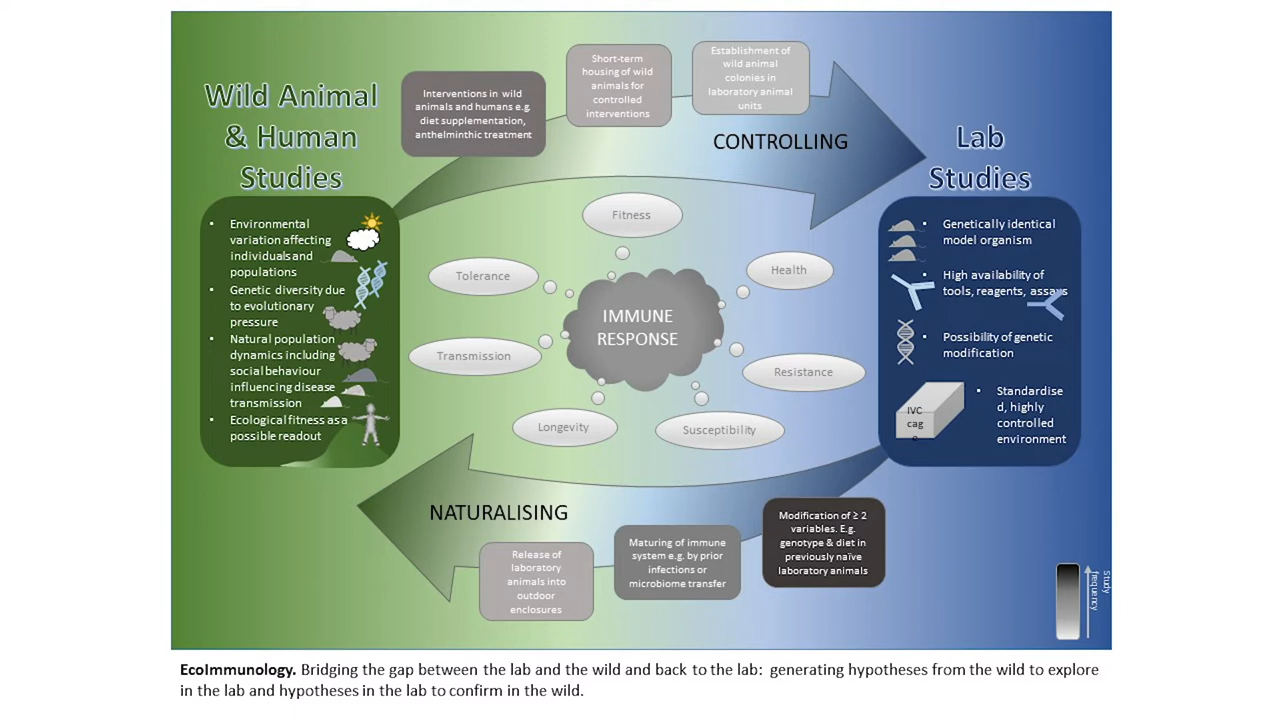 Wild Animal
& Human
Studies
Interventions in wild
animals and humans e.g.
diet supplementation,
anthelminthic treatment
Short-term
housing of wild
animals for
controlled
interventions
Establishment of
wild animal
colonies in
laboratory animal
units
CONTROLLING
Lab
Studies
• Environmental
variation affecting
individuals and
populations
• Genetic diversity due
to evolutionary
pressure
• Natural population
dynamics including
social behaviour
influencing disease
transmission
• Ecological fitness as a
possible readout
Fitness
Tolerance
Health
IMMUNE
RESPONSE
Transmission
Resistance
Longevity
Susceptibility
• Genetically identical
model organism
• High availability of
tools, reagents, assays
• Possibility of genetic
modification
• Standardise
d, highly
controlled
environment
IVC
cag
e
NATURALISING
Release of
laboratory
animals into
outdoor
enclosures
Maturing of immune
system e.g. by prior
infections or
microbiome transfer
Modification of ≥ 2
variables. E.g.
genotype & diet in
previously naïve
laboratory animals
Study
frequency
EcoImmunology. Bridging the gap between the lab and the wild and back to the lab: generating hypotheses from the wild to explore
in the lab and hypotheses in the lab to confirm in the wild.